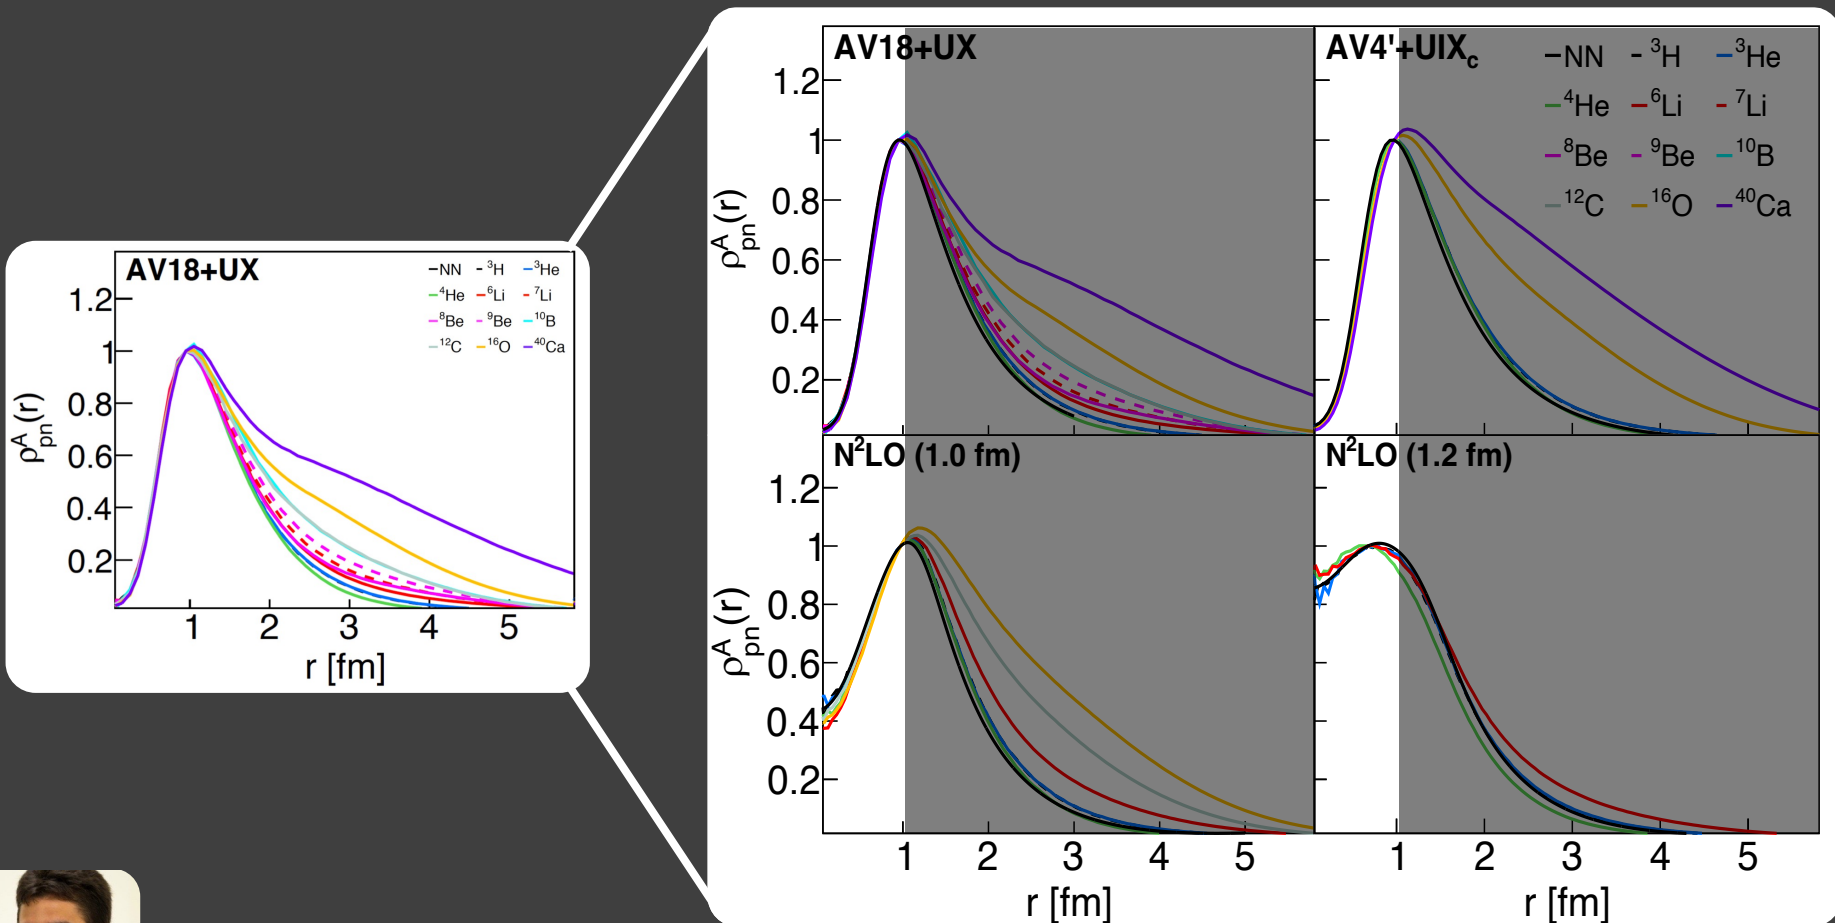 AV18+UX
NN 3H 3He
4He 6Li 7Li
8Be 9Be 10B
12C 16O 40Ca
1.2
1
0.8
0.6
0.4
0.2
ρᴬpn(r)
1 2 3 4 5
r [fm]
AV18+UX
1.2
1
0.8
0.6
0.4
0.2
ρᴬpn(r)
AV4'+UIXc
NN 3H 3He
4He 6Li 7Li
8Be 9Be 10B
12C 16O 40Ca
N²LO (1.0 fm)
1.2
1
0.8
0.6
0.4
0.2
ρᴬpn(r)
1 2 3 4 5
r [fm]
N²LO (1.2 fm)
1 2 3 4 5
r [fm]